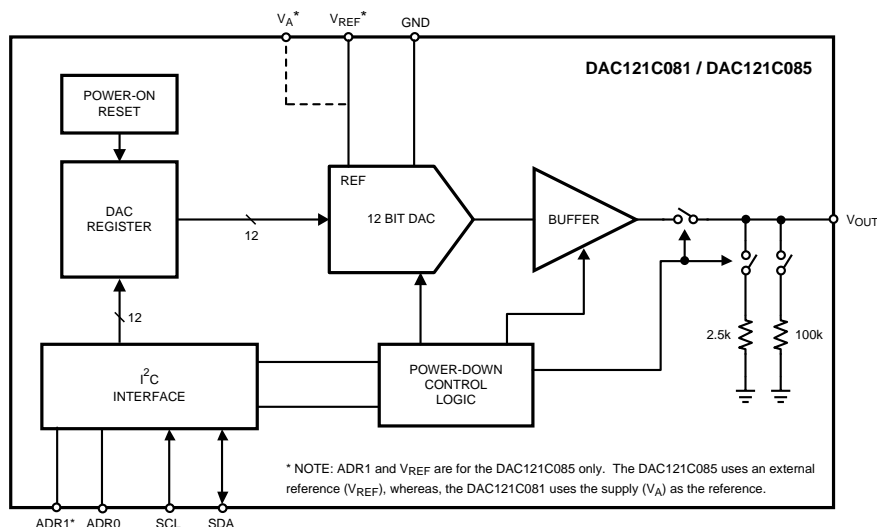 VA* VREF* GND
DAC121C081 / DAC121C085
POWER-ON
RESET
REF
DAC
REGISTER
12
12 BIT DAC
BUFFER
VOUT
12
2.5k
100k
I2C
INTERFACE
POWER-DOWN
CONTROL
LOGIC
* NOTE: ADR1 and VREF are for the DAC121C085 only. The DAC121C085 uses an external
reference (VREF), whereas, the DAC121C081 uses the supply (VA) as the reference.
ADR1* ADR0 SCL SDA